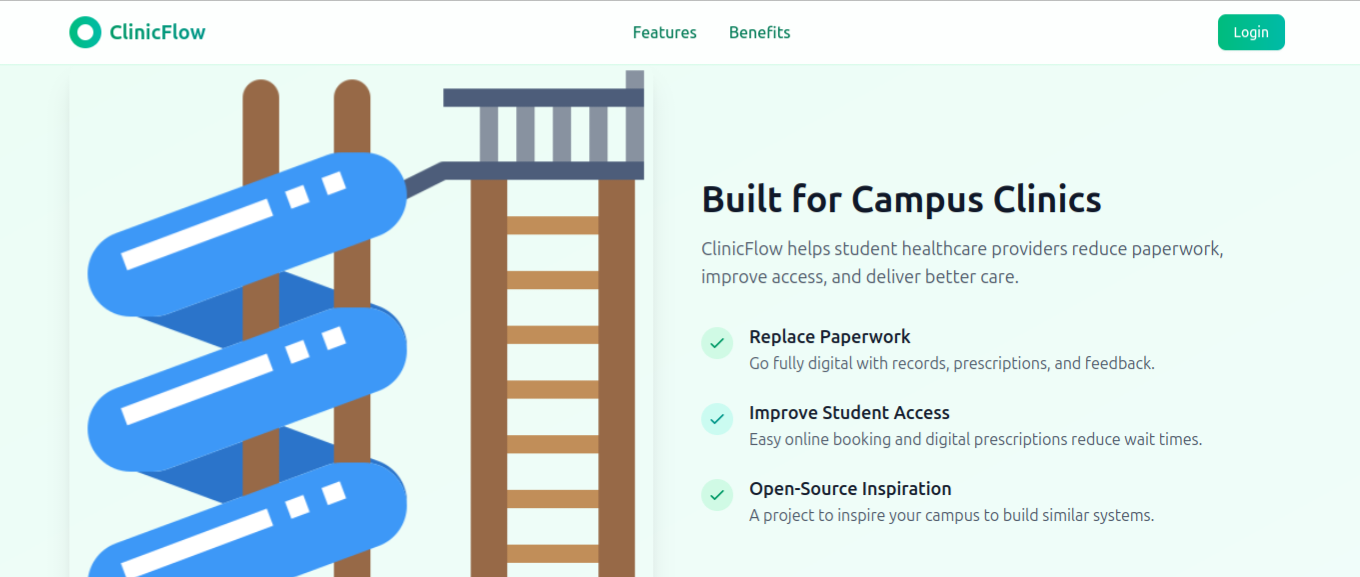 ClinicFlow
Features
Benefits
Login
Built for Campus Clinics
ClinicFlow helps student healthcare providers reduce paperwork,
improve access, and deliver better care.
Replace Paperwork
Go fully digital with records, prescriptions, and feedback.
Improve Student Access
Easy online booking and digital prescriptions reduce wait times.
Open-Source Inspiration
A project to inspire your campus to build similar systems.